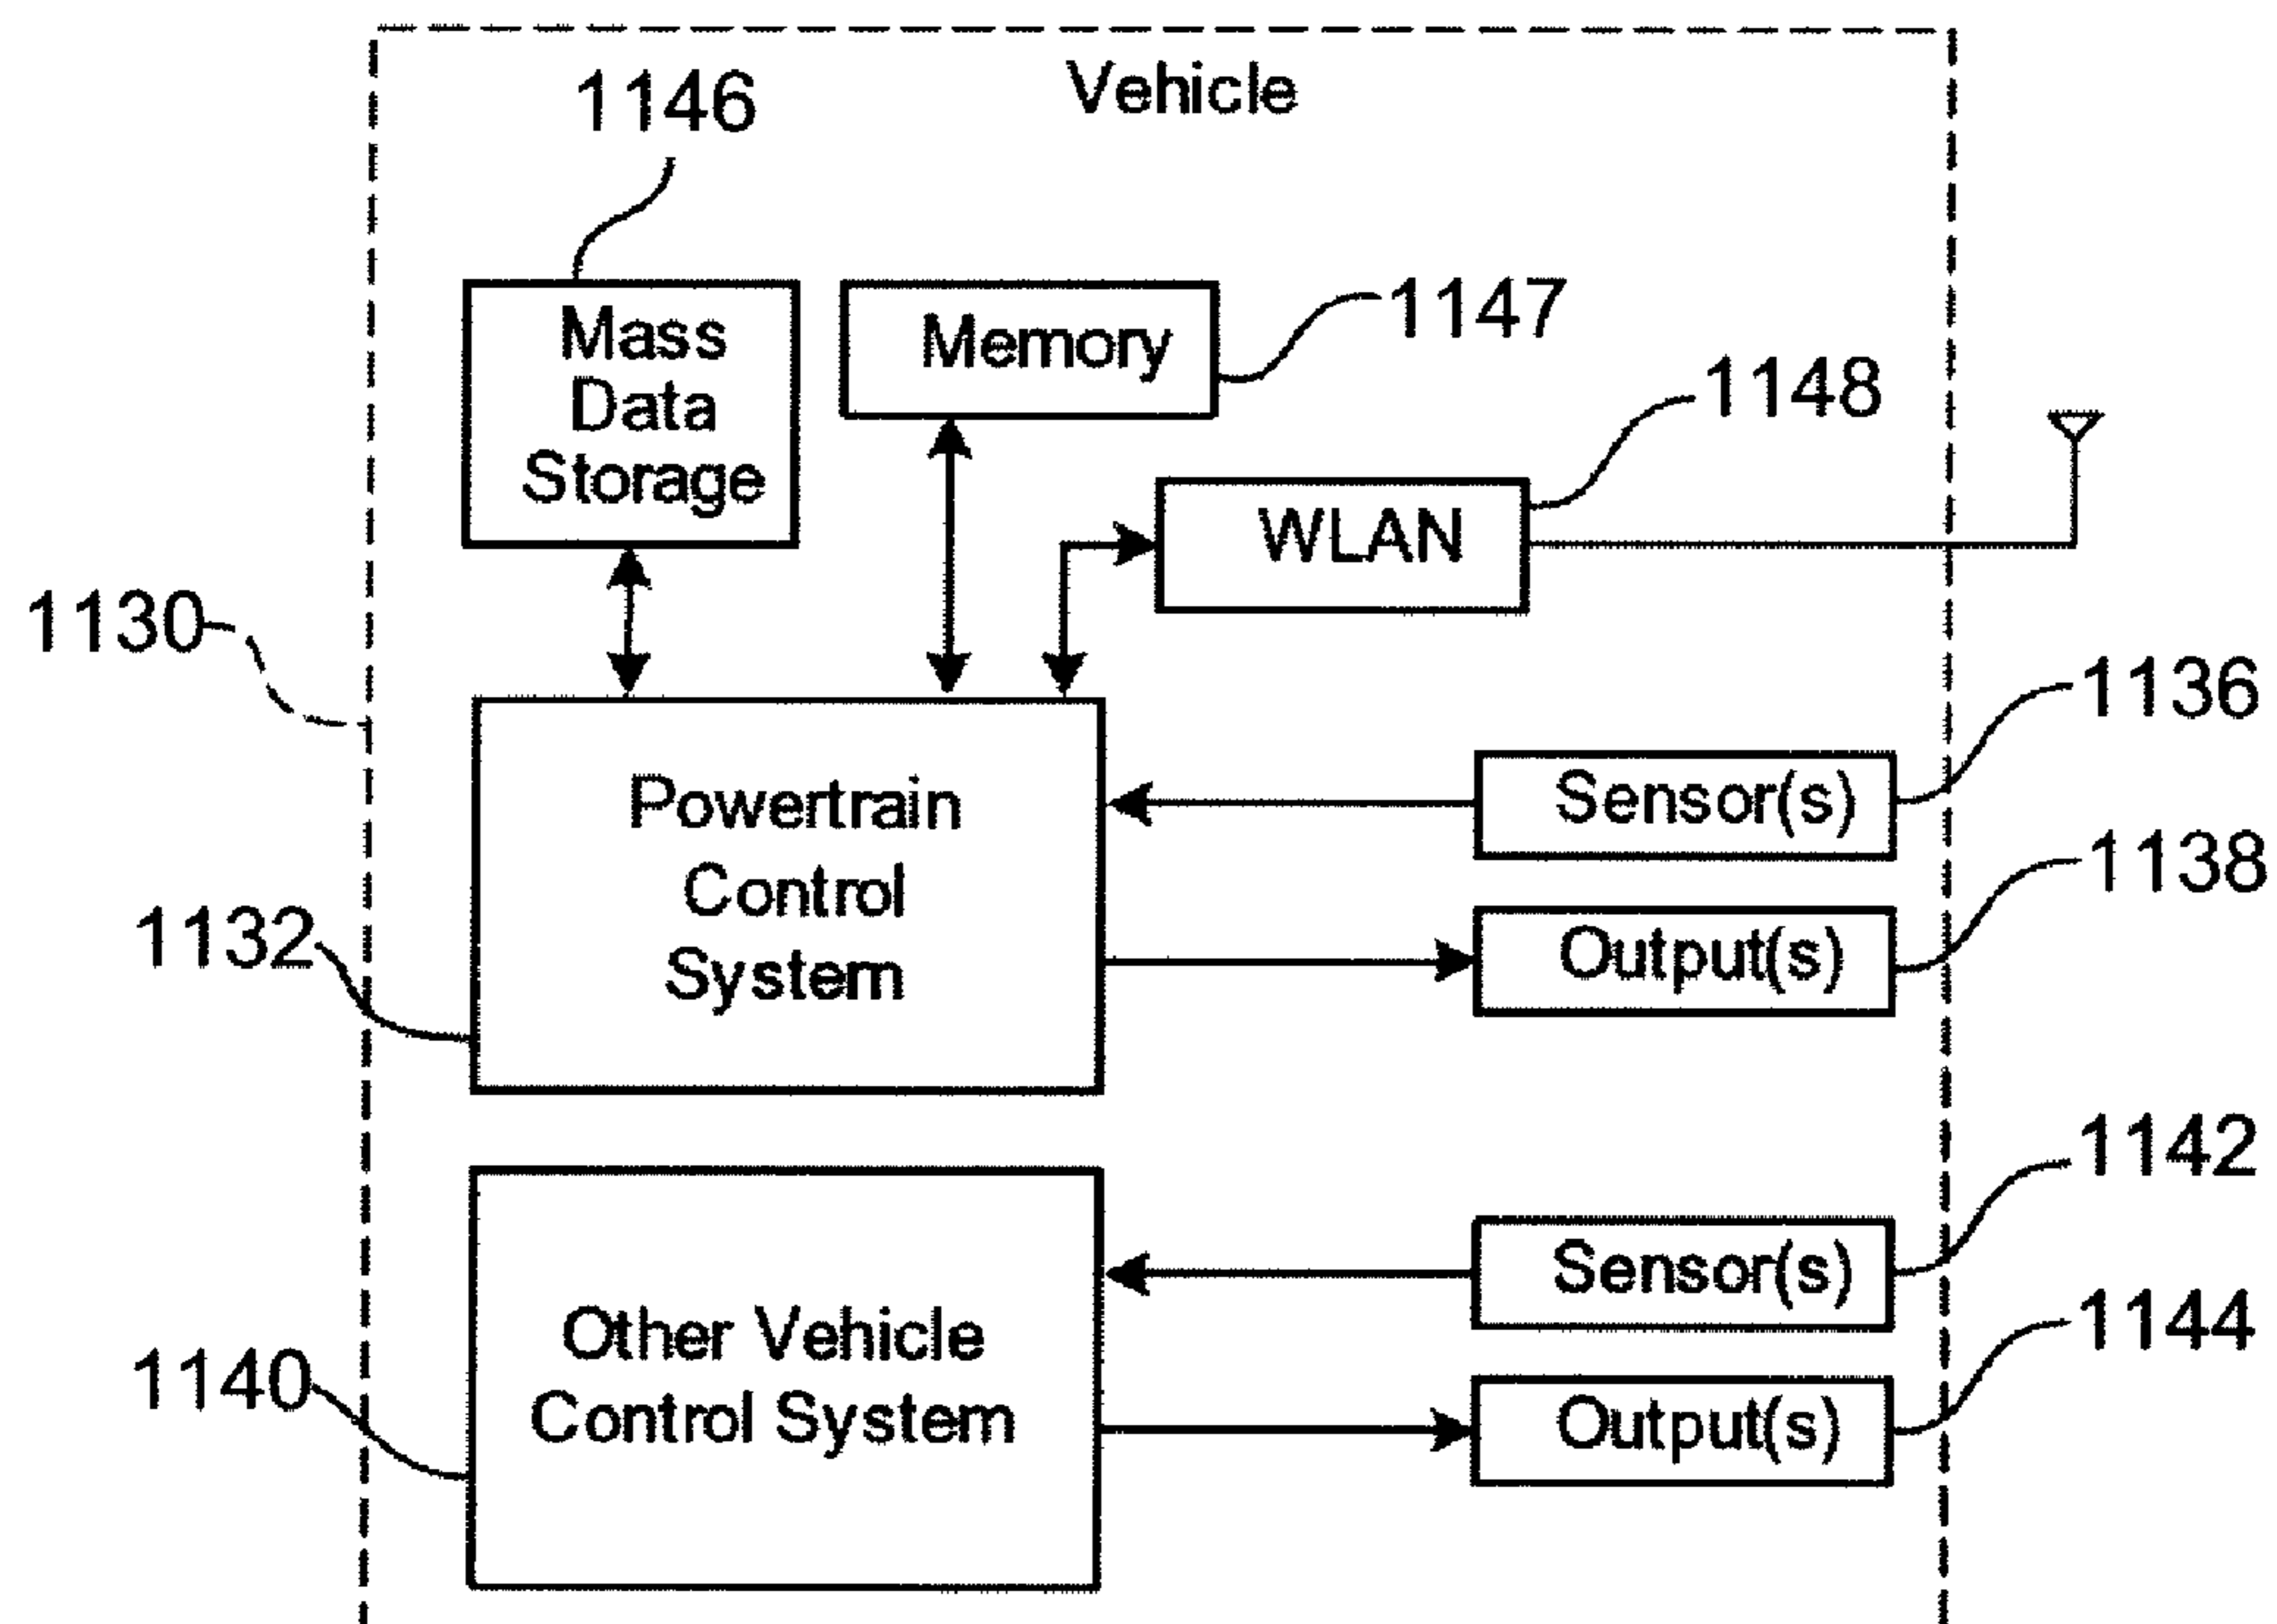 Vehicle
1146
Mass
Data
Storage
Memory
1147
1148
WLAN
1130
1136
Powertrain
Control
System
Sensor(s)
1138
Output(s)
1132
1142
Other Vehicle
Control System
Sensor(s)
1144
Output(s)
1140